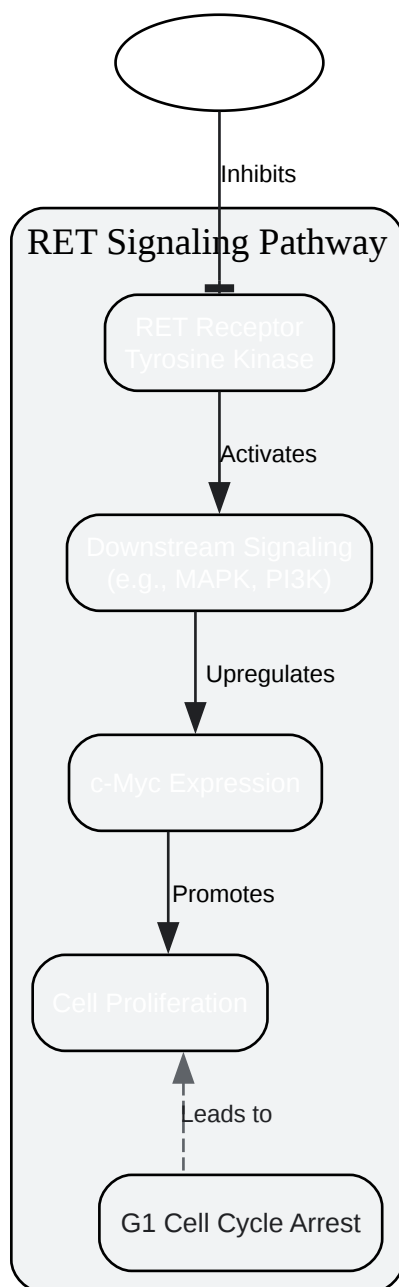 Inhibits
RET Signaling Pathway
RET Receptor
Tyrosine Kinase
Activates
Downstream Signaling
(e.g., MAPK, PI3K)
Upregulates
c-Myc Expression
Promotes
Cell Proliferation
Leads to
G1 Cell Cycle Arrest